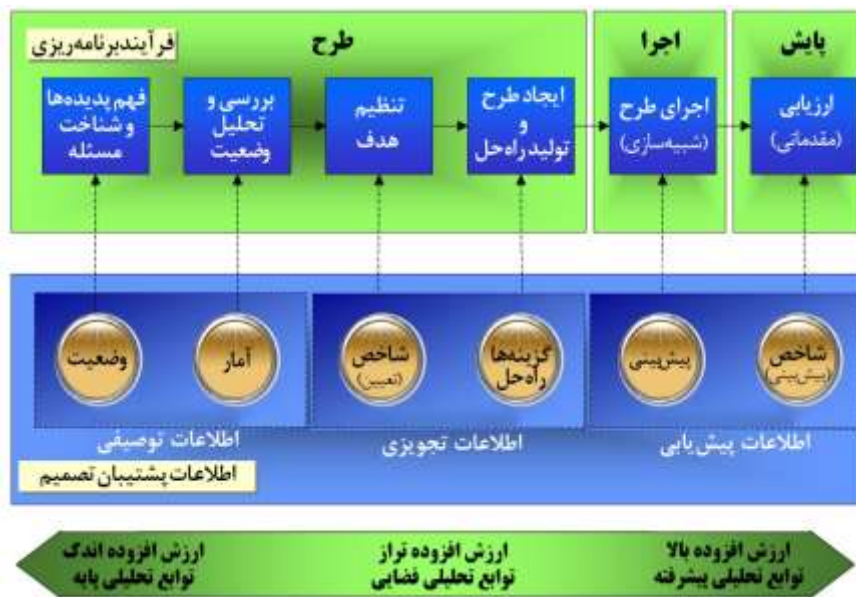 فرآیند برنامه‌ریزی
طرح
اجرا
پایش
فهم پدیده‌ها
و شناخت
مسئله
بررسی و
تحلیل
وضعیت
تنظیم
هدف
ایجاد طرح
و
تولید راه‌حل
اجرای طرح
(شبیه‌سازی)
ارزیابی
(مقدماتی)
وضعیت
آمار
شاخص
(تعیین)
گزینه‌ها
راه‌حل
پیش‌بینی
شاخص
(پیش‌بینی)
اطلاعات توصیفی
اطلاعات تجویزی
اطلاعات پیش‌یابی
اطلاعات پشتیبان تصمیم
ارزش افزوده اندک
توابع تحلیلی پایه
ارزش افزوده تراز
توابع تحلیلی فضایی
ارزش افزوده بالا
توابع تحلیلی پیشرفته